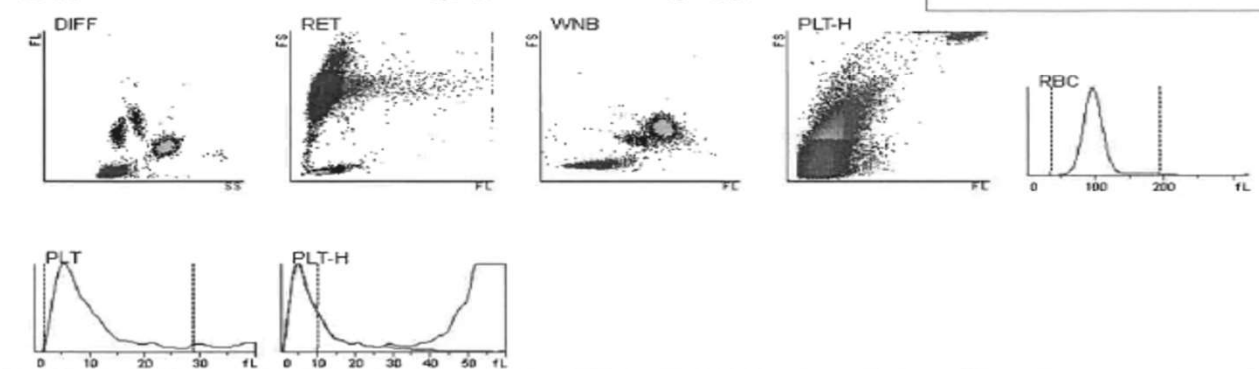 DIFF RET WNB PLT-H
FL FS FS FS
RBC
0 100 200 fL
SS FL FL FL
PLT PLT-H
0 10 20 30 fL 0 10 20 30 40 50 fL